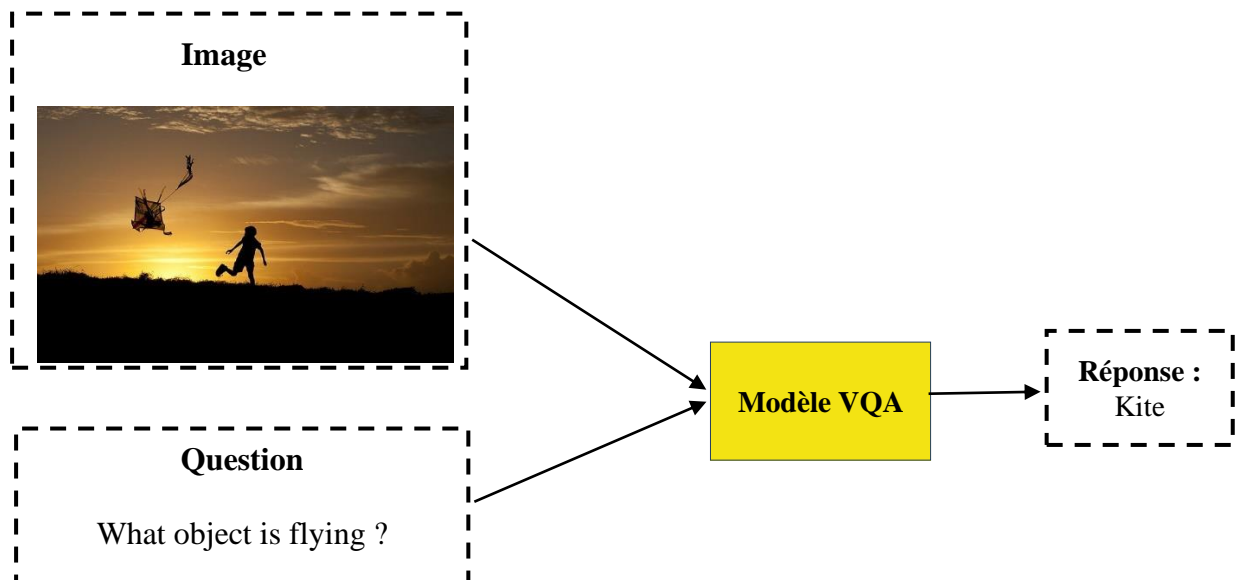 Image
Question
What object is flying ?
Modèle VQA
Réponse :
Kite